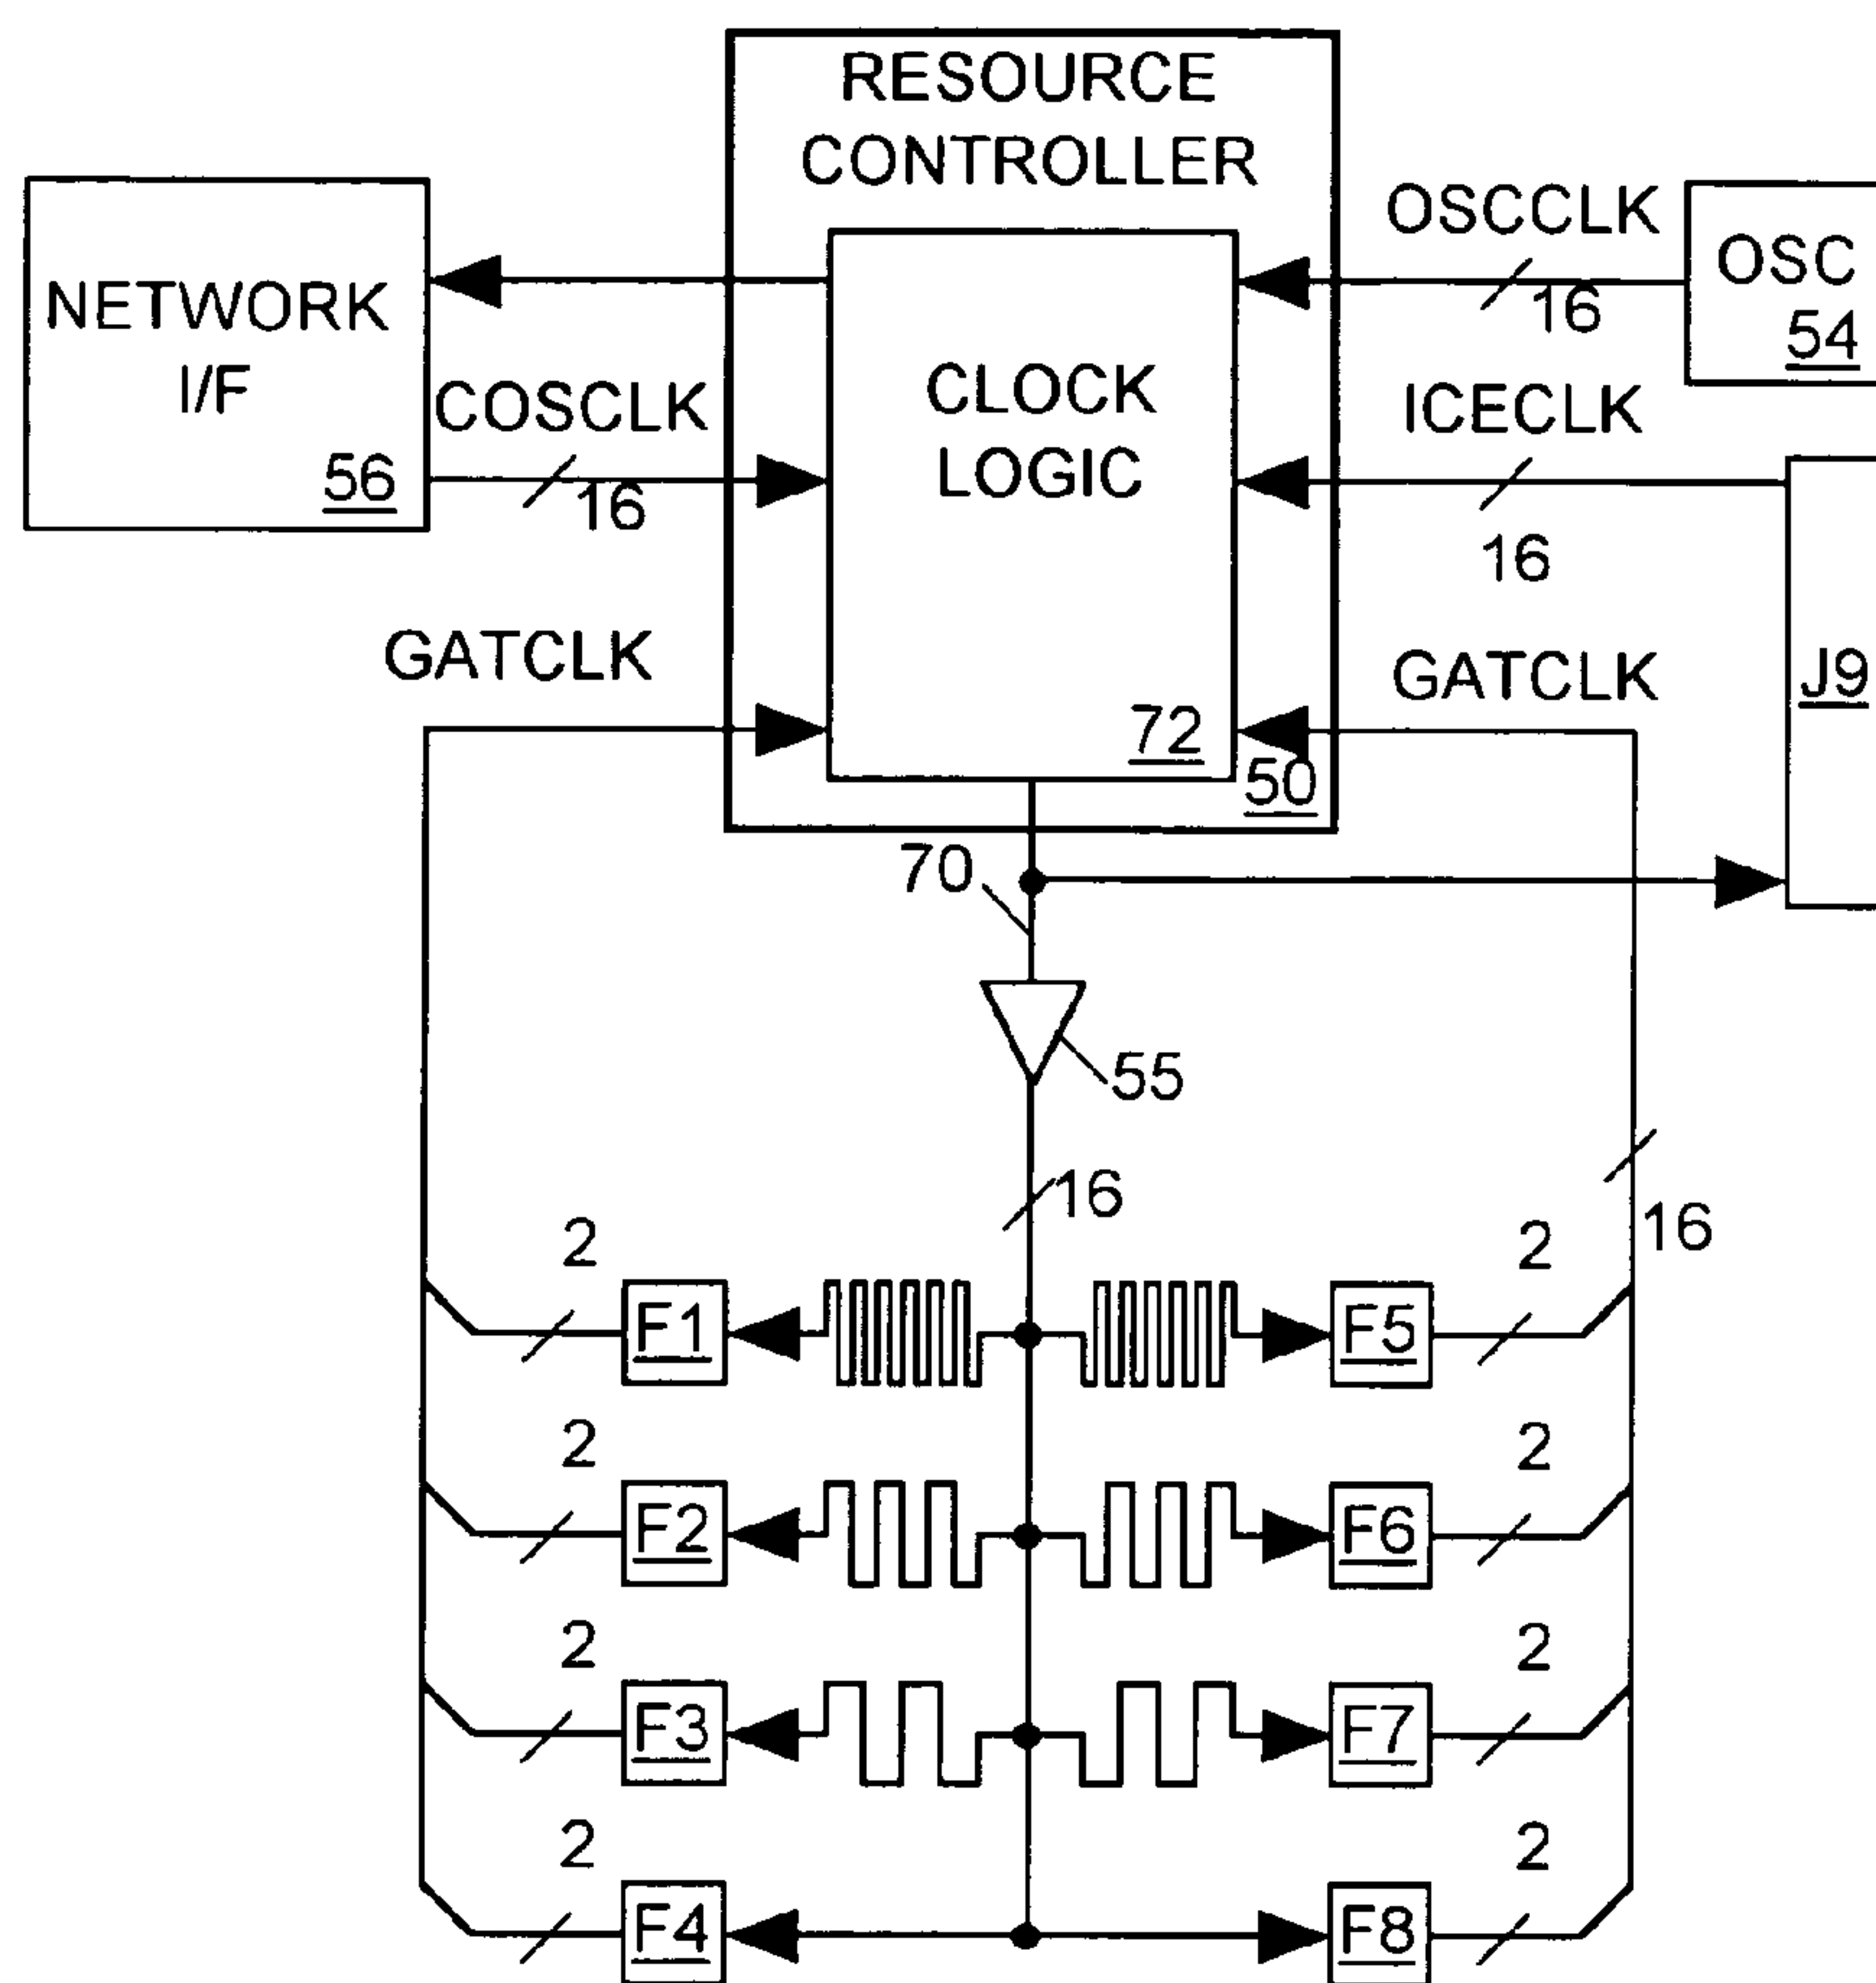 RESOURCE
CONTROLLER
NETWORK
I/F
56
COSCLK
16
CLOCK
LOGIC
72
50
OSCCLK
16
OSC
54
ICECLK
16
GATCLK
GATCLK
J9
70
55
16
16
2
F1
F5
2
2
F2
F6
2
2
F3
F7
2
2
F4
F8
2